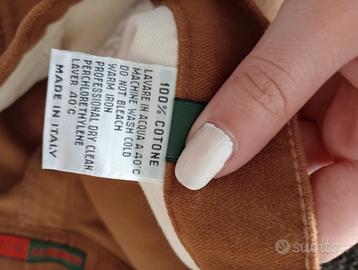 100% COTONE
LAVARE IN ACQUA A 40°C
MACHINE WASH COLD
DO NOT BLEACH
WARM IRON
PROFESSIONAL DRY CLEAN
PERCHLORETHYLENE
LAVER 40°C
MADE IN ITALY
subito